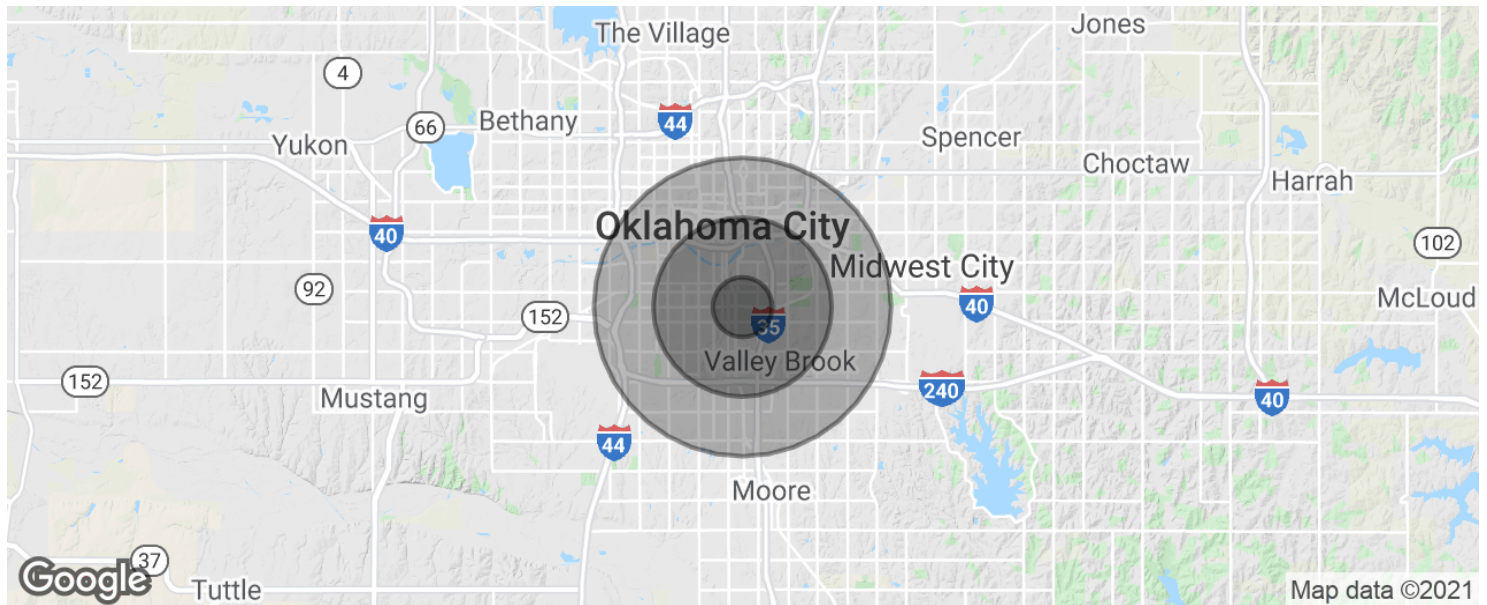 Jones
The Village
4
44
66
Bethany
Yukon
Spencer
Choctaw
Harrah
Oklahoma City
40
102
Midwest City
92
40
McLoud
152
35
Valley Brook
152
240
Mustang
40
44
Moore
37
Google
Tuttle
Map data ©2021